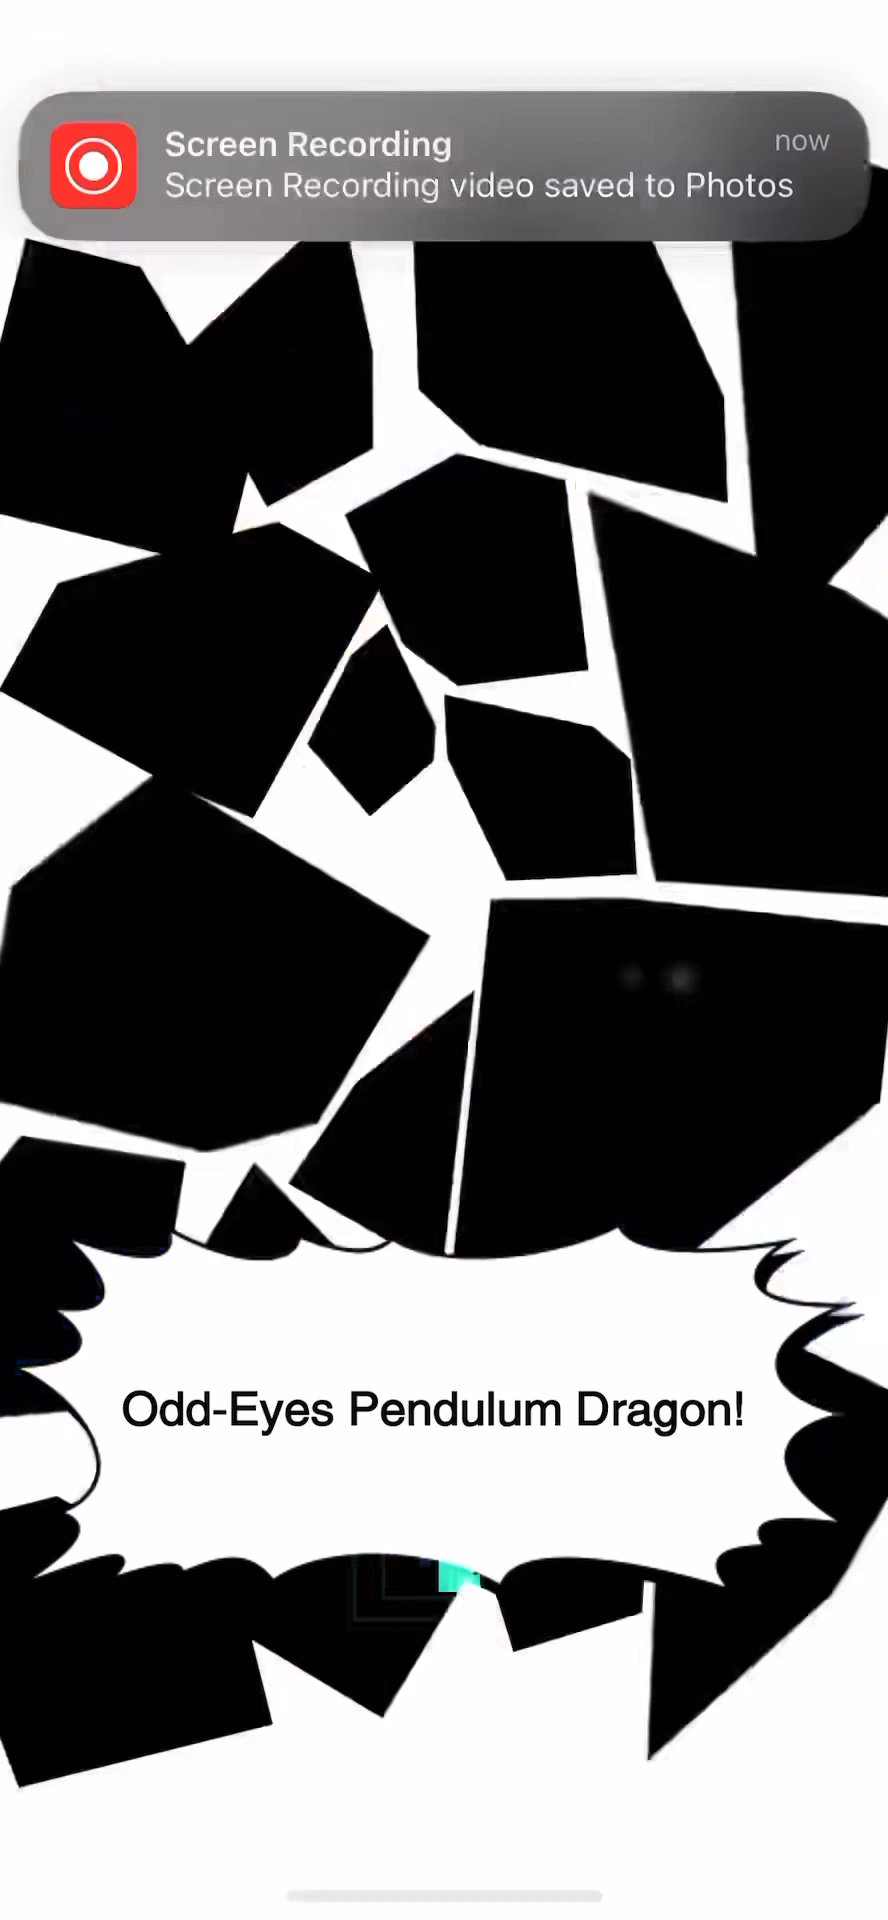 Screen Recording
now
Screen Recording video saved to Photos
Odd-Eyes Pendulum Dragon!